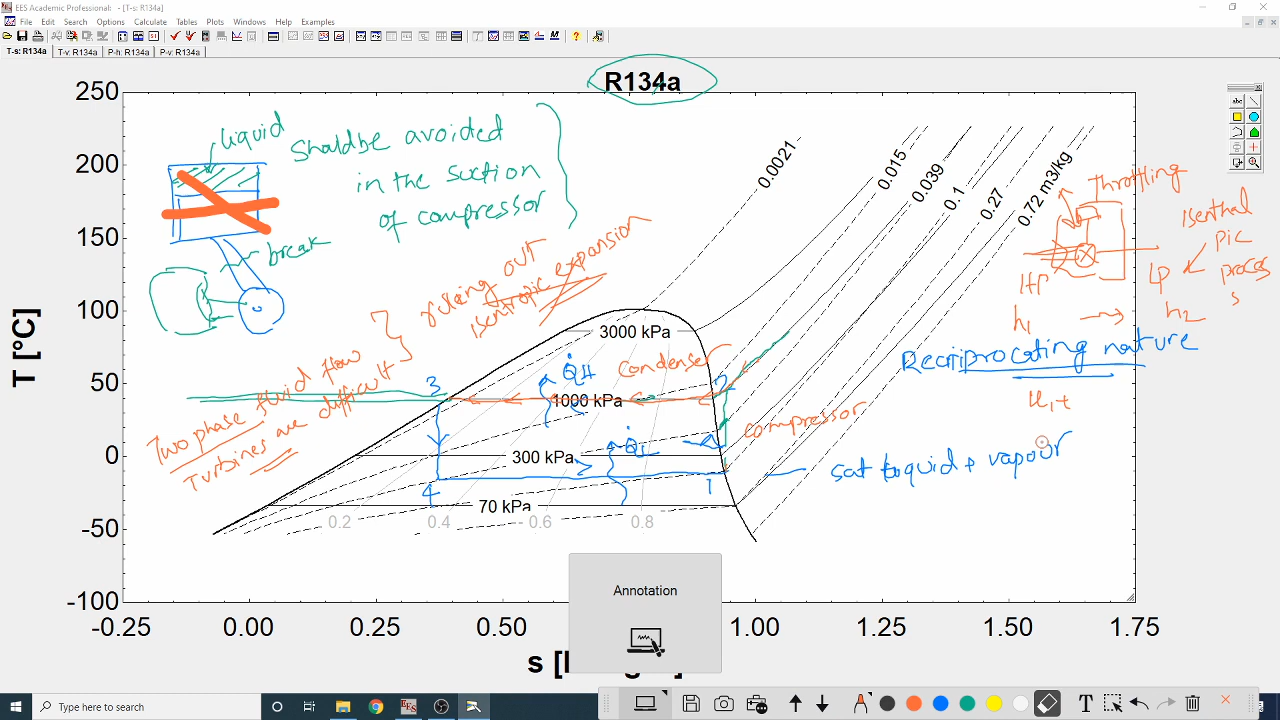 EES Academic Professional: - [T-s: R134a]
File Edit Search Options Calculate Tables Plots Windows Help Examples
T-s: R134a T-v: R134a P-h: R134a P-v: R134a
R134a
250
200
150
100
50
0
-50
-100
T [°C]
-0.25 0.00 0.25 0.50 1.00 1.25 1.50 1.75
0.0021
0.015
0.039
0.1
0.27
0.72 m3/kg
3000 kPa
1000 kPa
300 kPa
70 kPa
0.2 0.4 0.6 0.8
liquid
Should be avoided
in the suction
of compressor
break
ruling out
isentropic expansion
Two phase fluid flow
Turbines are difficult
Condenser
Q̇H
compressor
Q̇L
3
2
4
1
Throttling
Isenthal
pic
proces
s
HP
LP
h1 → h2
Reciprocating nature
sat liquid + vapour
Annotation
abc
Type here to search
T